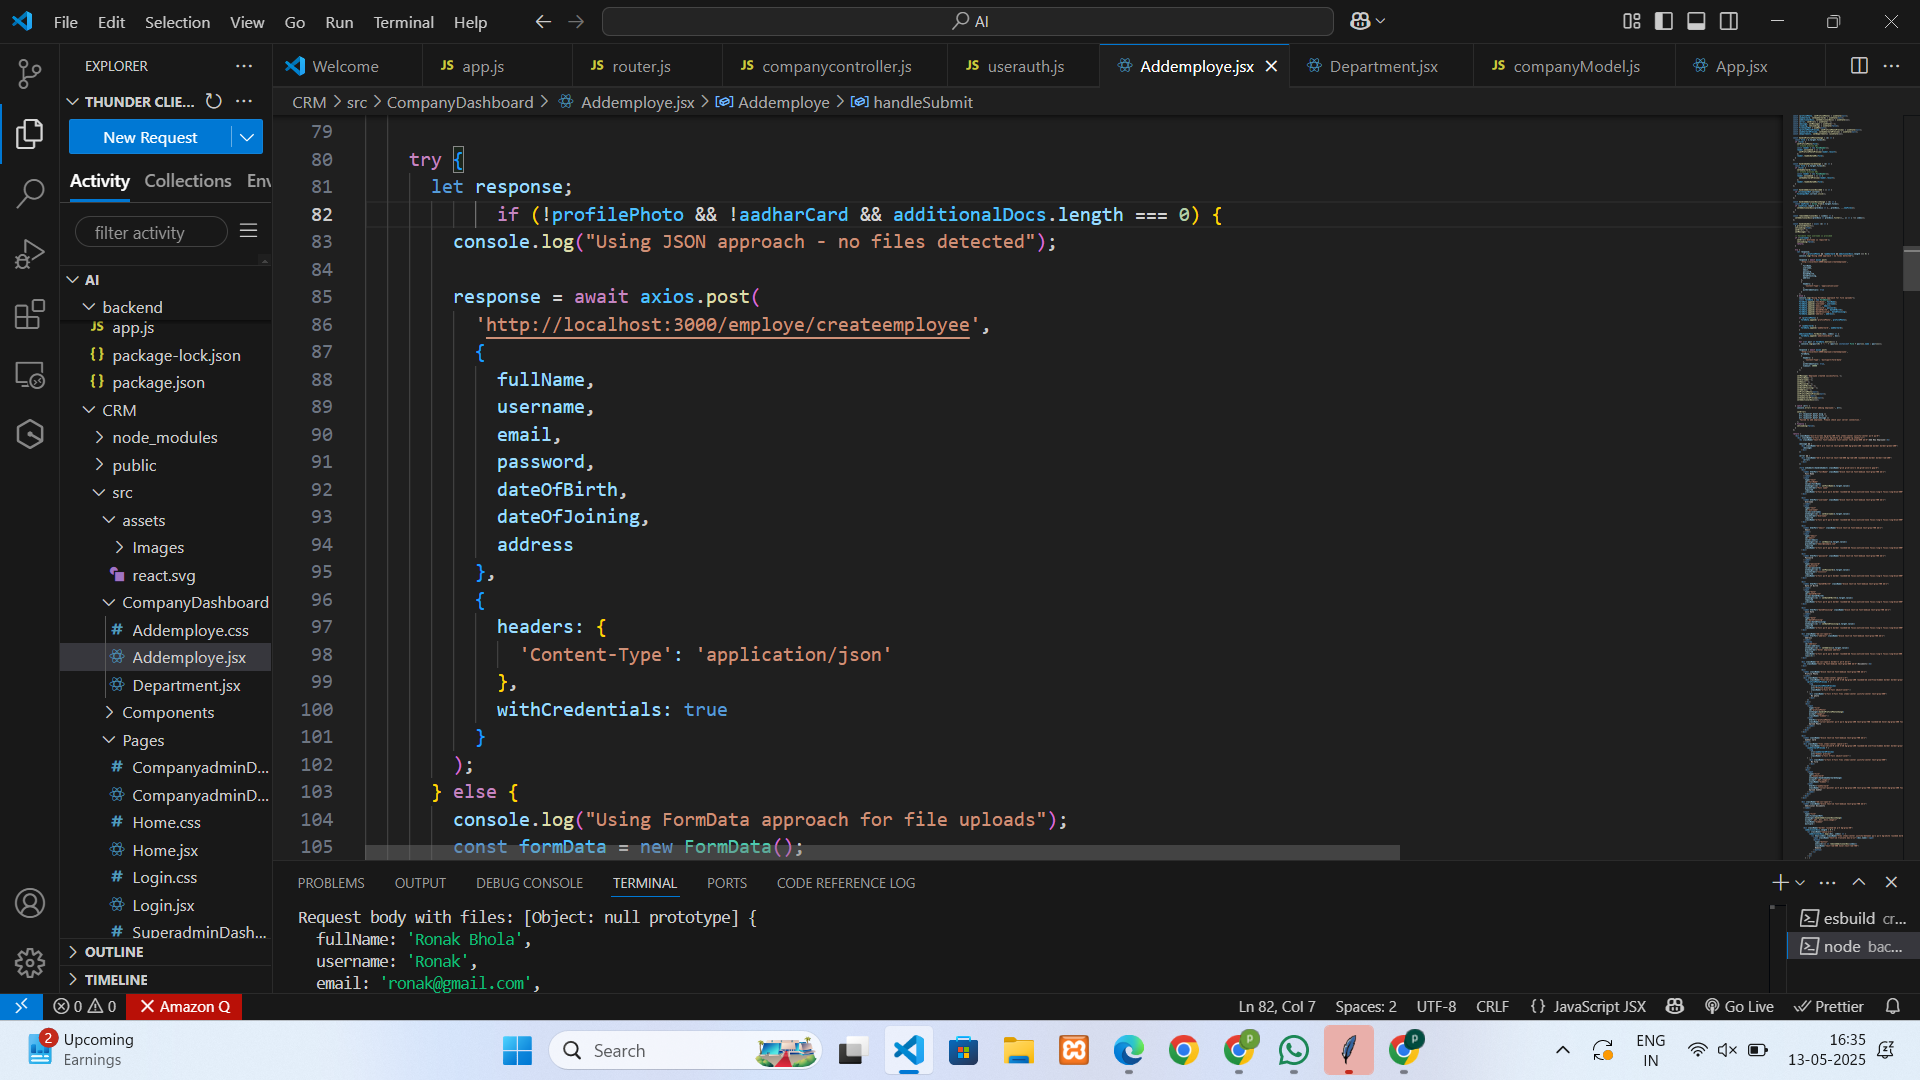 File Edit Selection View Go Run Terminal Help
AI
EXPLORER
THUNDER CLIE...
New Request
Activity Collections Env
filter activity
AI
backend
JS app.js
{} package-lock.json
{} package.json
CRM
node_modules
public
src
assets
Images
react.svg
CompanyDashboard
# Addemploye.css
Addemploye.jsx
Department.jsx
Components
Pages
# CompanyadminD...
CompanyadminD...
# Home.css
Home.jsx
# Login.css
Login.jsx
# SuperadminDash...
OUTLINE
TIMELINE
Welcome
JS app.js
JS router.js
JS companycontroller.js
JS userauth.js
Addemploye.jsx
Department.jsx
JS companyModel.js
App.jsx
CRM > src > CompanyDashboard > Addemploye.jsx > Addemploye > handleSubmit
79
80 try {
81 let response;
82 if (!profilePhoto && !aadharCard && additionalDocs.length === 0) {
83 console.log("Using JSON approach - no files detected");
84
85 response = await axios.post(
86 'http://localhost:3000/employe/createemployee',
87 {
88 fullName,
89 username,
90 email,
91 password,
92 dateOfBirth,
93 dateOfJoining,
94 address
95 },
96 {
97 headers: {
98 'Content-Type': 'application/json'
99 },
100 withCredentials: true
101 }
102 );
103 } else {
104 console.log("Using FormData approach for file uploads");
105 const formData = new FormData();
PROBLEMS OUTPUT DEBUG CONSOLE TERMINAL PORTS CODE REFERENCE LOG
Request body with files: [Object: null prototype] {
fullName: 'Ronak Bhola',
username: 'Ronak',
email: 'ronak@gmail.com',
esbuild cr...
node bac...
0 0 Amazon Q
Ln 82, Col 7 Spaces: 2 UTF-8 CRLF {} JavaScript JSX Go Live Prettier
2
Upcoming
Earnings
Search
P
P
ENG
IN
16:35
13-05-2025